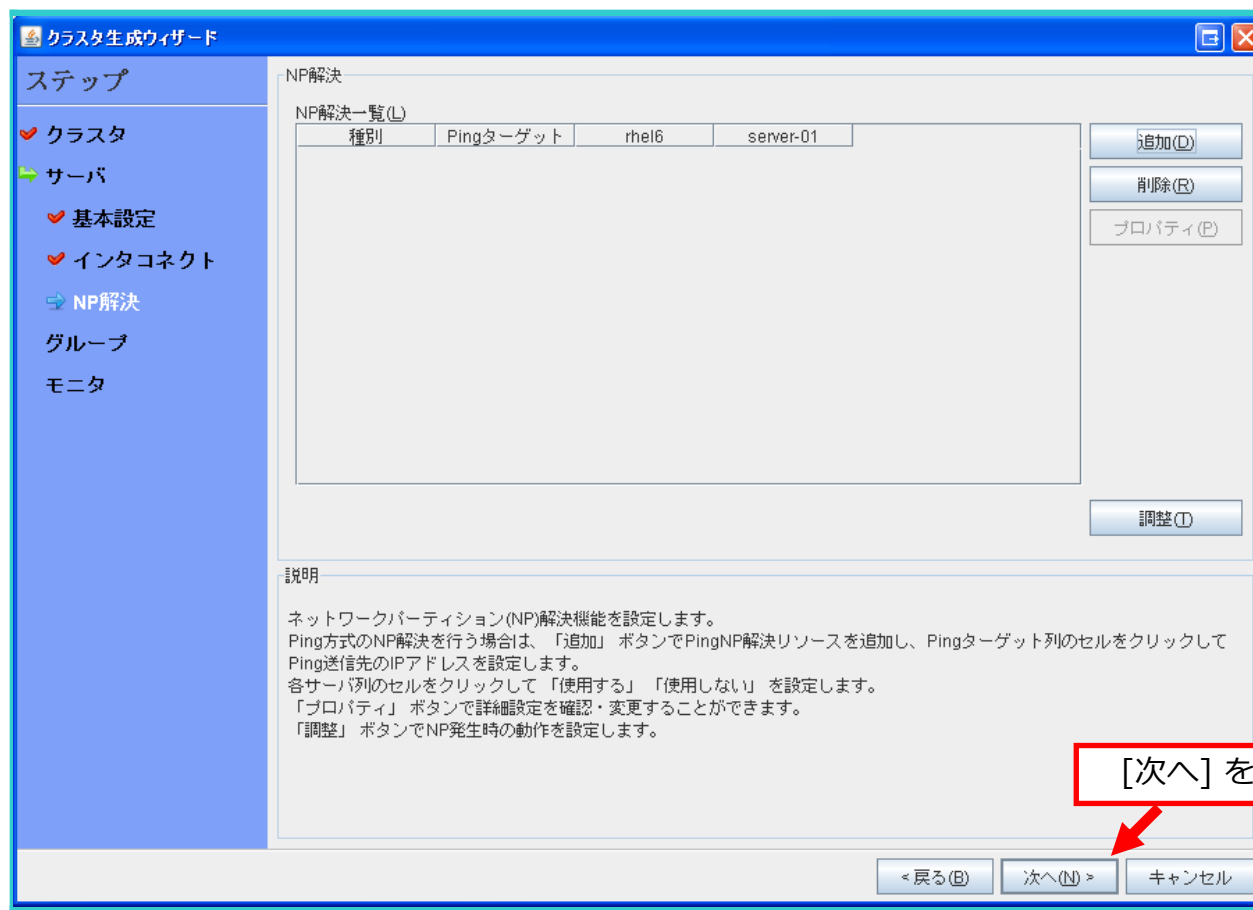 クラスタ生成ウィザード
ステップ
クラスタ
サーバ
基本設定
インタコネクト
NP解決
グループ
モニタ
NP解決
NP解決一覧(L)
種別 Pingターゲット rhel6 server-01
追加(D)
削除(R)
プロパティ(P)
調整(T)
説明
ネットワークパーティション(NP)解決機能を設定します。
Ping方式のNP解決を行う場合は、「追加」ボタンでPingNP解決リソースを追加し、Pingターゲット列のセルをクリックして
Ping送信先のIPアドレスを設定します。
各サーバ列のセルをクリックして「使用する」「使用しない」を設定します。
「プロパティ」ボタンで詳細設定を確認・変更することができます。
「調整」ボタンでNP発生時の動作を設定します。
[次へ] を
<戻る(B)
次へ(N) >
キャンセル